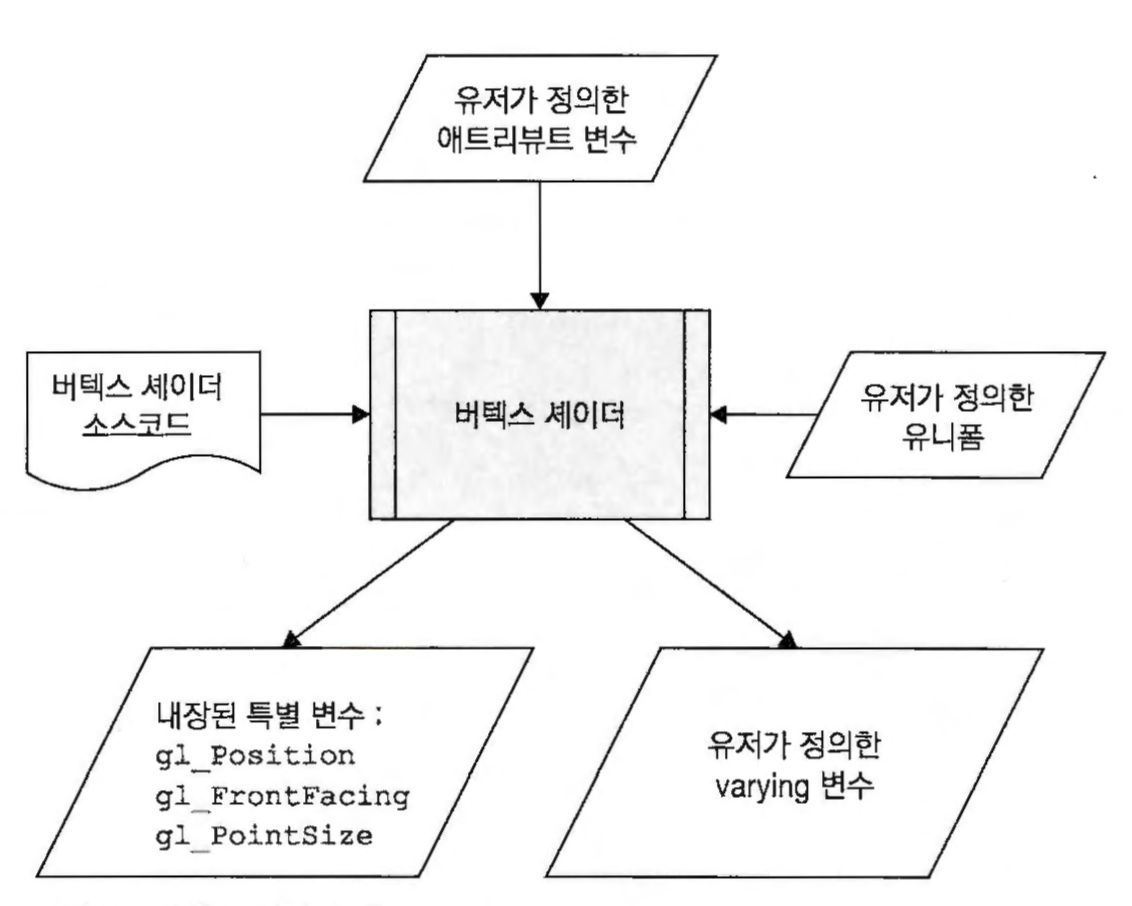 유저가 정의한
애트리뷰트 변수
버텍스 셰이더
소스코드
버텍스 셰이더
유저가 정의한
유니폼
내장된 특별 변수 :
gl_Position
gl_FrontFacing
gl_PointSize
유저가 정의한
varying 변수